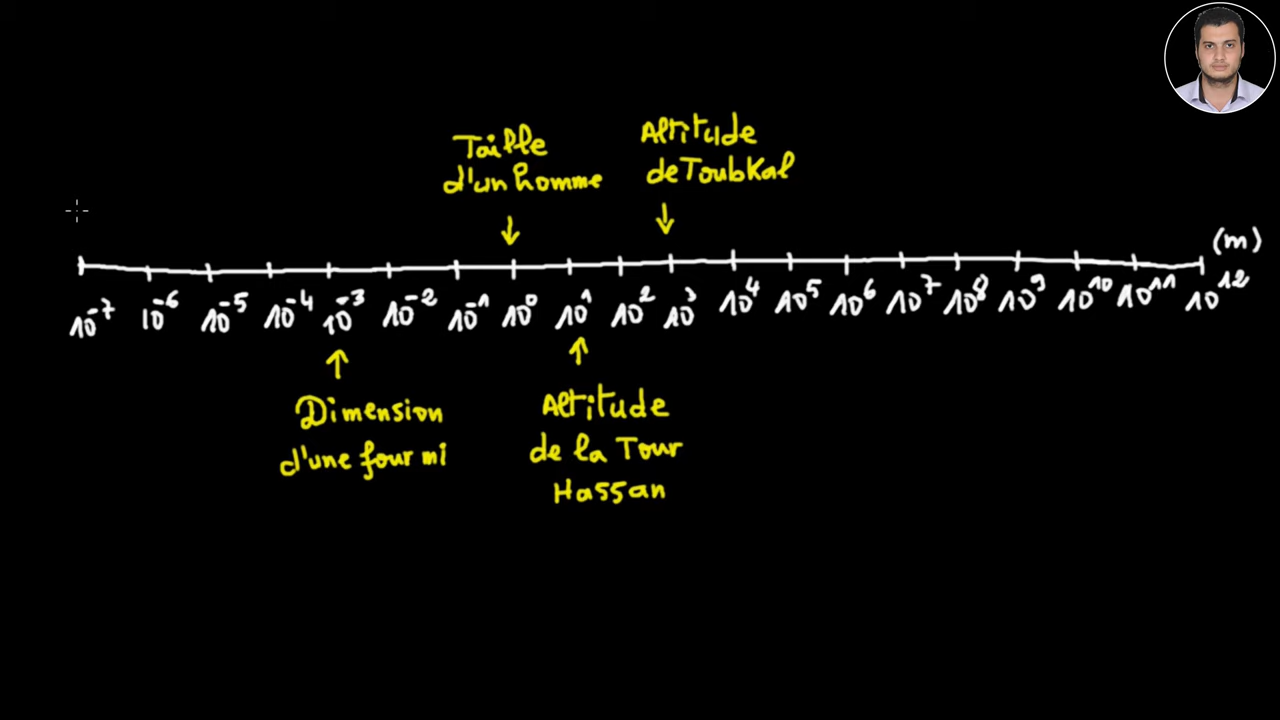 Taille
d'un homme
Altitude
de Toubkal
(m)
10⁻⁷ 10⁻⁶ 10⁻⁵ 10⁻⁴ 10⁻³ 10⁻² 10⁻¹ 10⁰ 10¹ 10² 10³ 10⁴ 10⁵ 10⁶ 10⁷ 10⁸ 10⁹ 10¹⁰ 10¹¹ 10¹²
Dimension
d'une fourmi
Altitude
de la Tour
Hassan